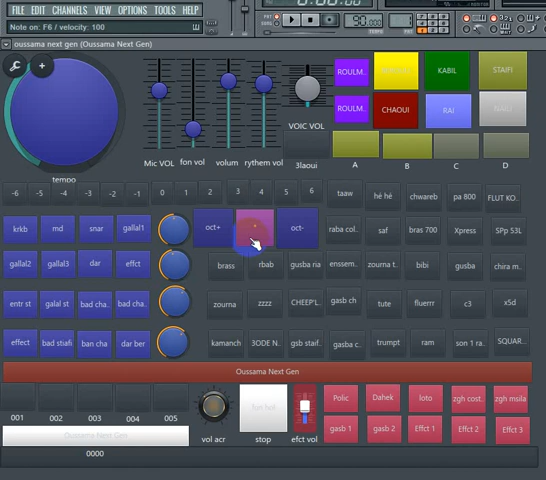 FILE EDIT CHANNELS VIEW OPTIONS TOOLS HELP
Note on: F6 / velocity: 100
oussama next gen (Oussama Next Gen)
tempo
Mic VOL fon vol volum rythem vol VOIC VOL
3laoui
ROULM. KABIL STAIFI
ROULM. CHAOUI RAI
A B C D
-6 -5 -4 -3 -2 -1 0 1 2 3 4 5 6
taaw hé hé chwareb pa 800 FLUT KO.
krkb md snar gallal1 oct+ oct- raba col.. saf bras 700 Xpress SPp S3L
gallal2 gallal3 dar effct brass rbab gusba ria enssem.. zourna t. bibi gusba chira m..
entr st galal st bad cha.. bad cha.. zourna zzzz CHEEP'L.. gasb ch tute fluerrr c3 x5d
effect bad stiafi ban cha dar ber kamanch 3ODE N.. gsb staif.. gasba c.. trumpt ram son 1 ra.. SQUAR..
Oussama Next Gen
001 002 003 004 005
Oussama Next Gen
0000
vol acr stop efct vol
Polic Dahek loto zgh cost. zgh msila
gasb 1 gasb 2 Effct 1 Effct 2 Effct 3